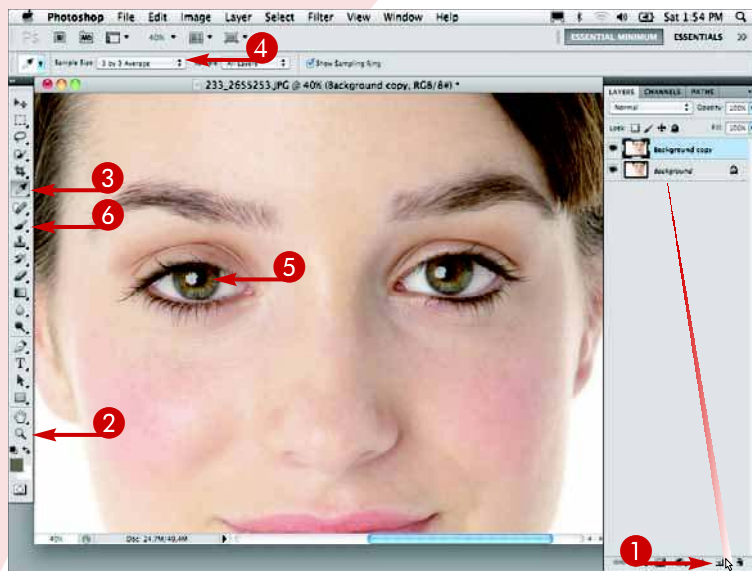 Photoshop File Edit Image Layer Select Filter View Window Help Sat 1:54 PM
Ps Mb 40% ESSENTIAL MINIMUM ESSENTIALS
4
Sample Size: 3 by 3 Average All Layers Show Sampling Ring
233_2655253.JPG @ 40% (Background copy, RGB/8#) *
LAYERS CHANNELS PATHS
Normal Opacity: 100%
Lock: Fill: 100%
Background copy
Background
3
6
5
T
2
40% Doc: 24.7M/49.4M
1